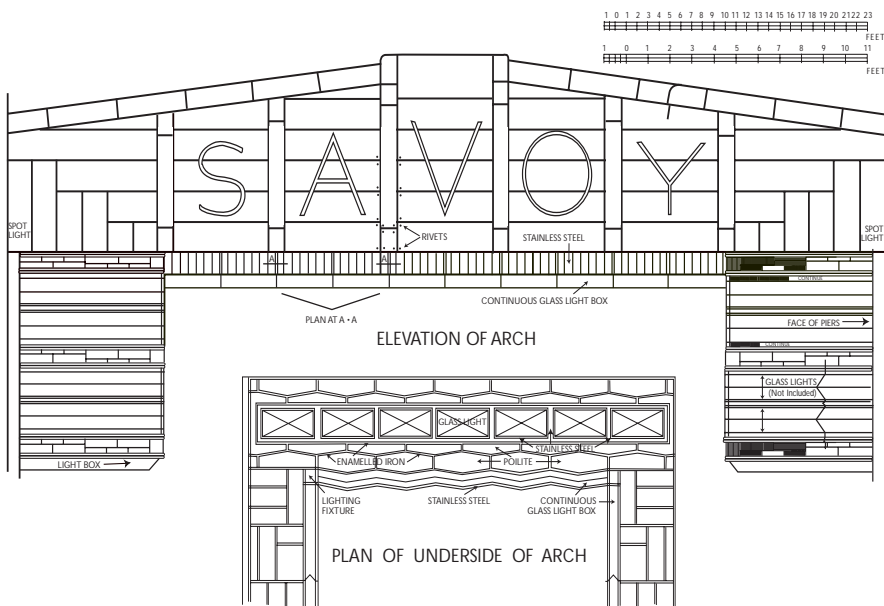 1 0 1 2 3 4 5 6 7 8 9 10 11 12 13 14 15 16 17 18 19 20 21 22 23
FEET
1 0 1 2 3 4 5 6 7 8 9 10 11
FEET
SAVOY
SPOT
LIGHT
RIVETS
STAINLESS STEEL
SPOT
LIGHT
A A
CONTINUE
CONTINUOUS GLASS LIGHT BOX
PLAN AT A • A
FACE OF PIERS
ELEVATION OF ARCH
CONTINUE
GLASS LIGHTS
(Not Included)
GLASS LIGHT
STAINLESS STEEL
LIGHT BOX
ENAMELLED IRON
POILITE
LIGHTING
FIXTURE
STAINLESS STEEL
CONTINUOUS
GLASS LIGHT BOX
PLAN OF UNDERSIDE OF ARCH